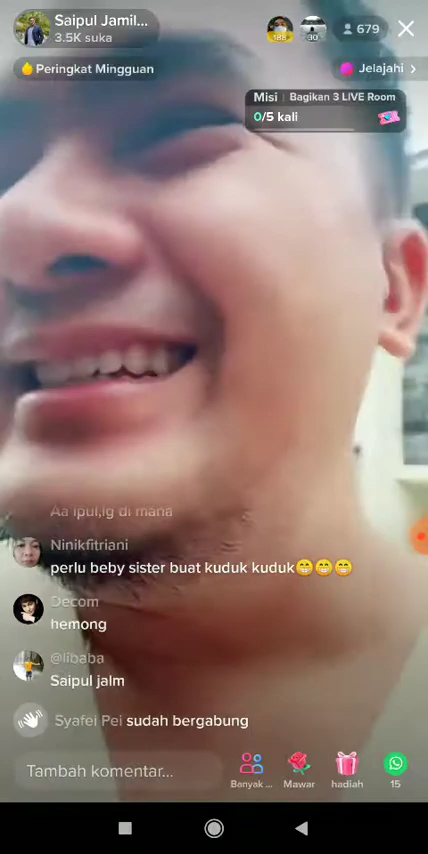 Saipul Jamil...
3.5K suka
188
30
679
Peringkat Mingguan
Jelajahi >
Misi | Bagikan 3 LIVE Room
0/5 kali
Aa ipul,ig di mana
Ninikfitriani
perlu beby sister buat kuduk kuduk😁😁😁
Decom
hemong
@libaba
Saipul jalm
Syafei Pei sudah bergabung
Tambah komentar...
Banyak ...
Mawar
hadiah
15